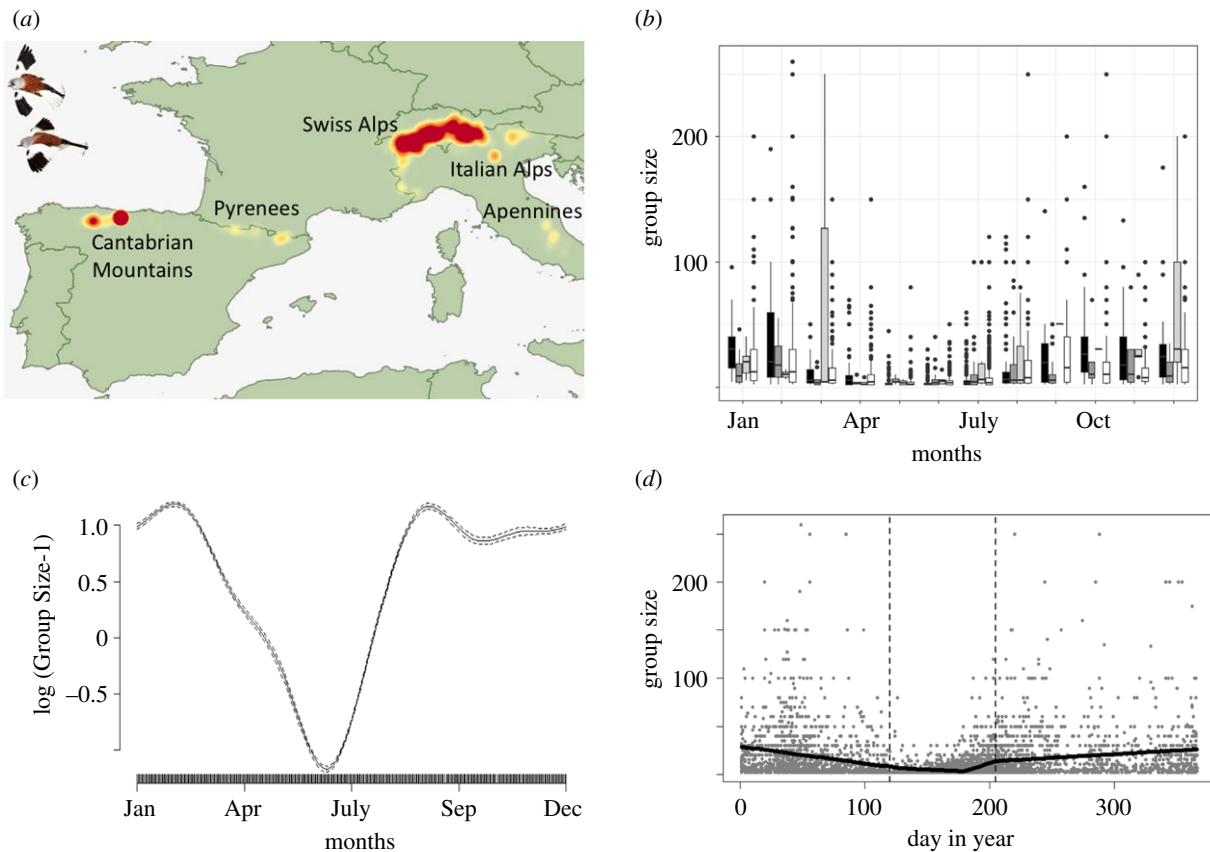 (a)
Swiss Alps
Italian Alps
Pyrenees
Apennines
Cantabrian
Mountains
(b)
group size
200
100
Jan
Apr
July
Oct
months
(c)
log (Group Size-1)
1.0
0.5
0
−0.5
Jan
Apr
July
Sep
Dec
months
(d)
group size
200
100
0
100
200
300
day in year